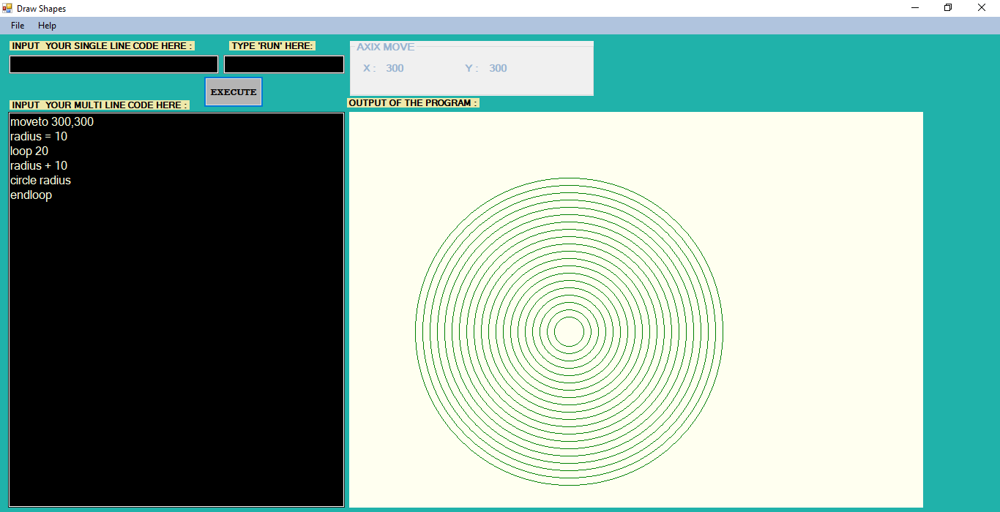 Draw Shapes
File Help
INPUT YOUR SINGLE LINE CODE HERE :
TYPE 'RUN' HERE:
AXIX MOVE
X : 300 Y : 300
EXECUTE
INPUT YOUR MULTI LINE CODE HERE :
OUTPUT OF THE PROGRAM :
moveto 300,300
radius = 10
loop 20
radius + 10
circle radius
endloop